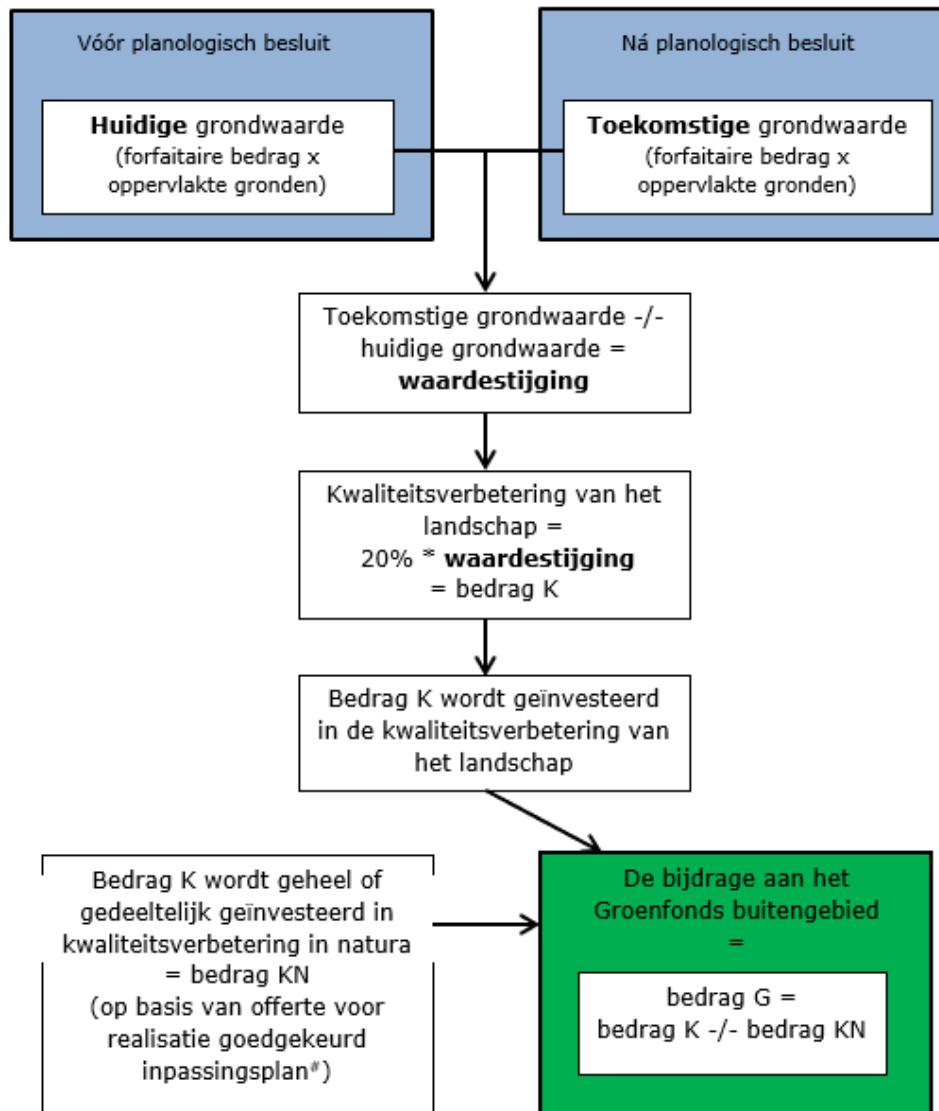 Vóór planologisch besluit
Huidige grondwaarde
(forfaitaire bedrag x
oppervlakte gronden)
Ná planologisch besluit
Toekomstige grondwaarde
(forfaitaire bedrag x
oppervlakte gronden)
Toekomstige grondwaarde -/-
huidige grondwaarde =
waardestijging
Kwaliteitsverbetering van het
landschap =
20% * waardestijging
= bedrag K
Bedrag K wordt geïnvesteerd
in de kwaliteitsverbetering van
het landschap
Bedrag K wordt geheel of
gedeeltelijk geïnvesteerd in
kwaliteitsverbetering in natura
= bedrag KN
(op basis van offerte voor
realisatie goedgekeurd
inpassingsplan#)
De bijdrage aan het
Groenfonds buitengebied
=
bedrag G =
bedrag K -/- bedrag KN